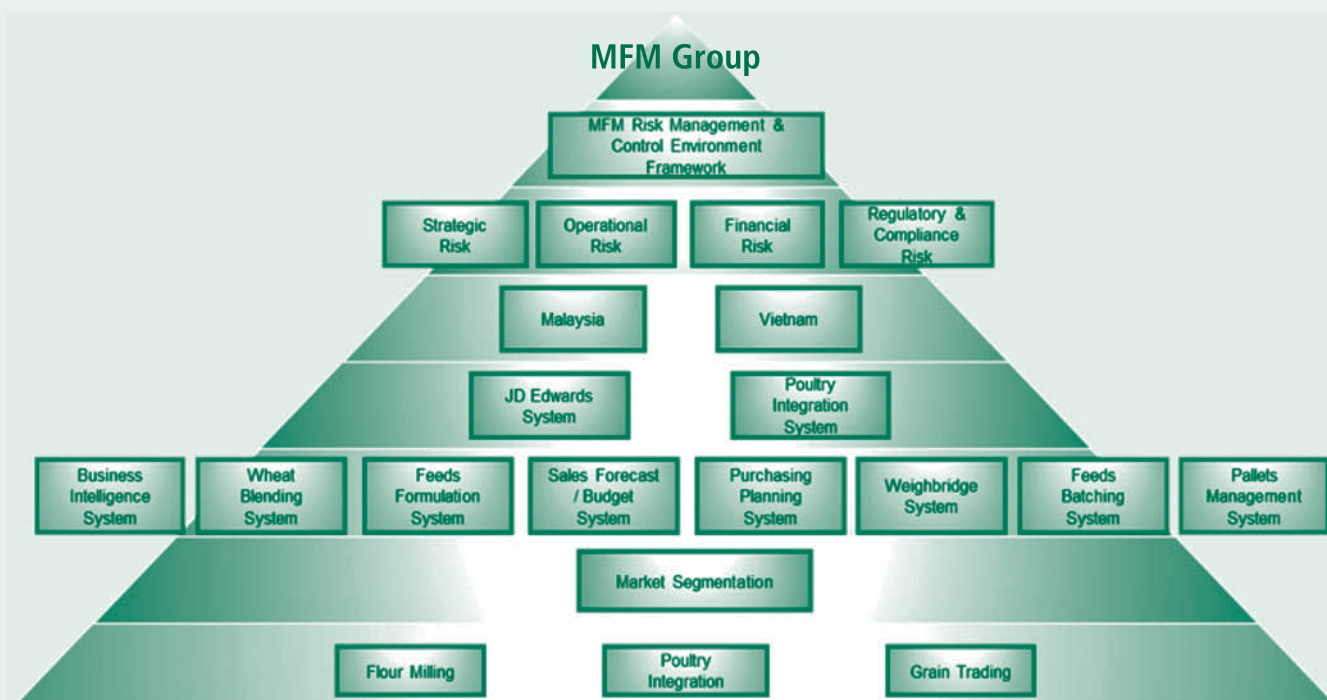 MFM Group
MFM Risk Management &
Control Environment
Framework
Strategic
Risk
Operational
Risk
Financial
Risk
Regulatory &
Compliance
Risk
Malaysia
Vietnam
JD Edwards
System
Poultry
Integration
System
Business
Intelligence
System
Wheat
Blending
System
Feeds
Formulation
System
Sales Forecast
/ Budget
System
Purchasing
Planning
System
Weighbridge
System
Feeds
Batching
System
Pallets
Management
System
Market Segmentation
Flour Milling
Poultry
Integration
Grain Trading